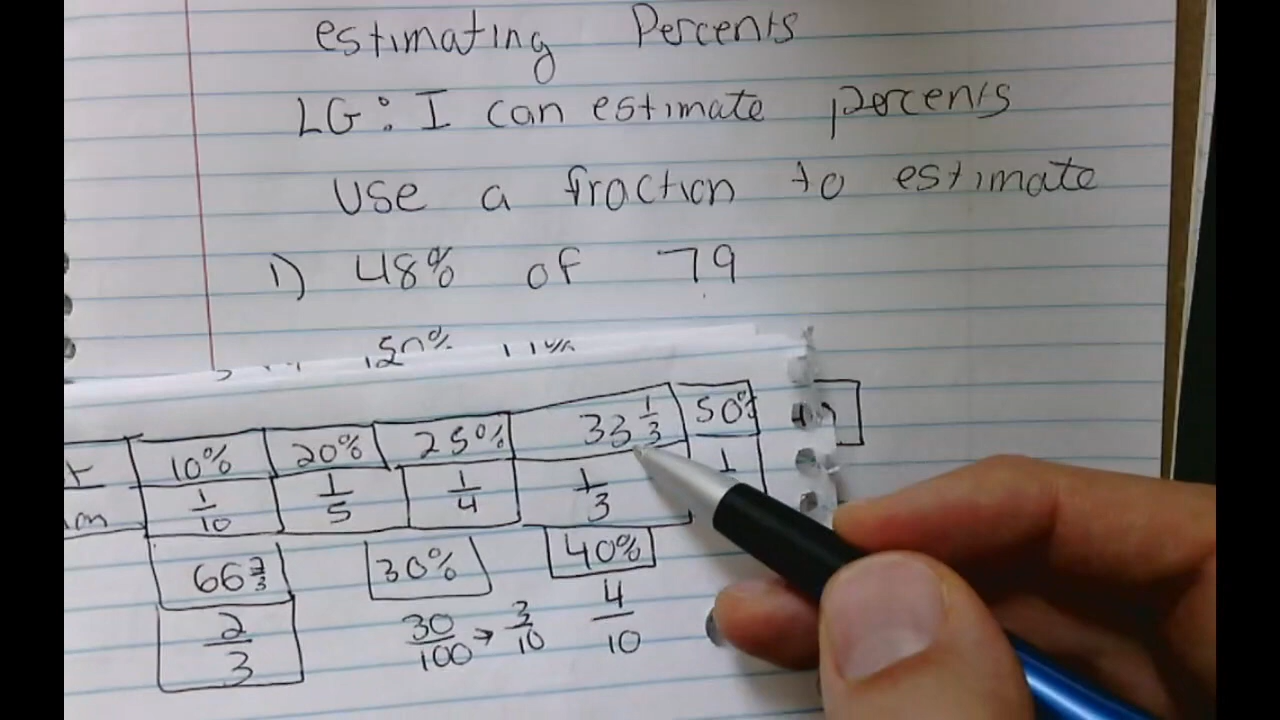 estimating Percents
LG: I can estimate percents
Use a fraction to estimate
1) 48% of 79
50%
10% 20% 25% 33 1/3 50%
1/10 1/5 1/4 1/3 1
66 2/3 30% 40%
2/3 30/100 → 3/10 4/10